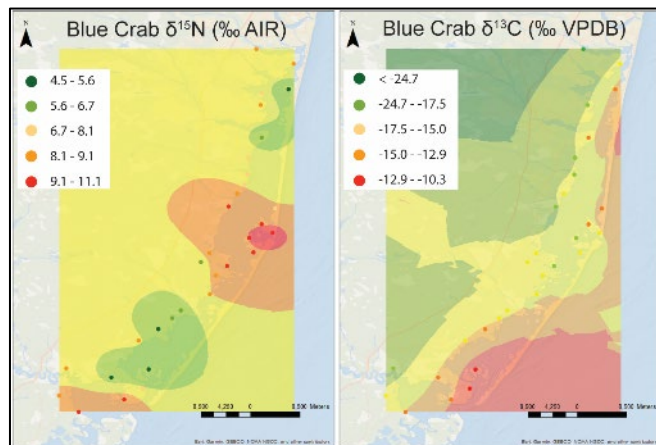 N
Blue Crab δ15N (‰ AIR)
4.5 - 5.6
5.6 - 6.7
6.7 - 8.1
8.1 - 9.1
9.1 - 11.1
Meters
N
Blue Crab δ13C (‰ VPDB)
< -24.7
-24.7 - -17.5
-17.5 - -15.0
-15.0 - -12.9
-12.9 - -10.3
Meters